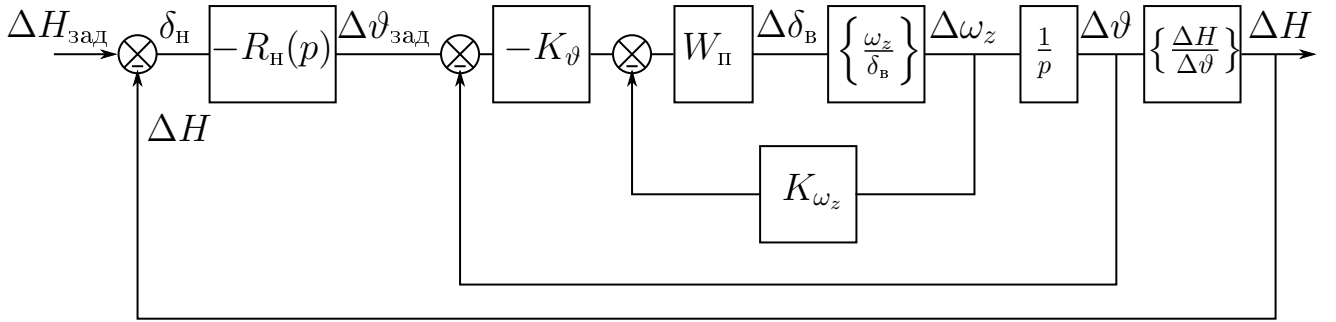 ΔH_зад δ_н −R_н(p) Δϑ_зад −K_ϑ W_п Δδ_в {ω_z/δ_в} Δω_z 1/p Δϑ {ΔH/Δϑ} ΔH
ΔH
K_ω_z